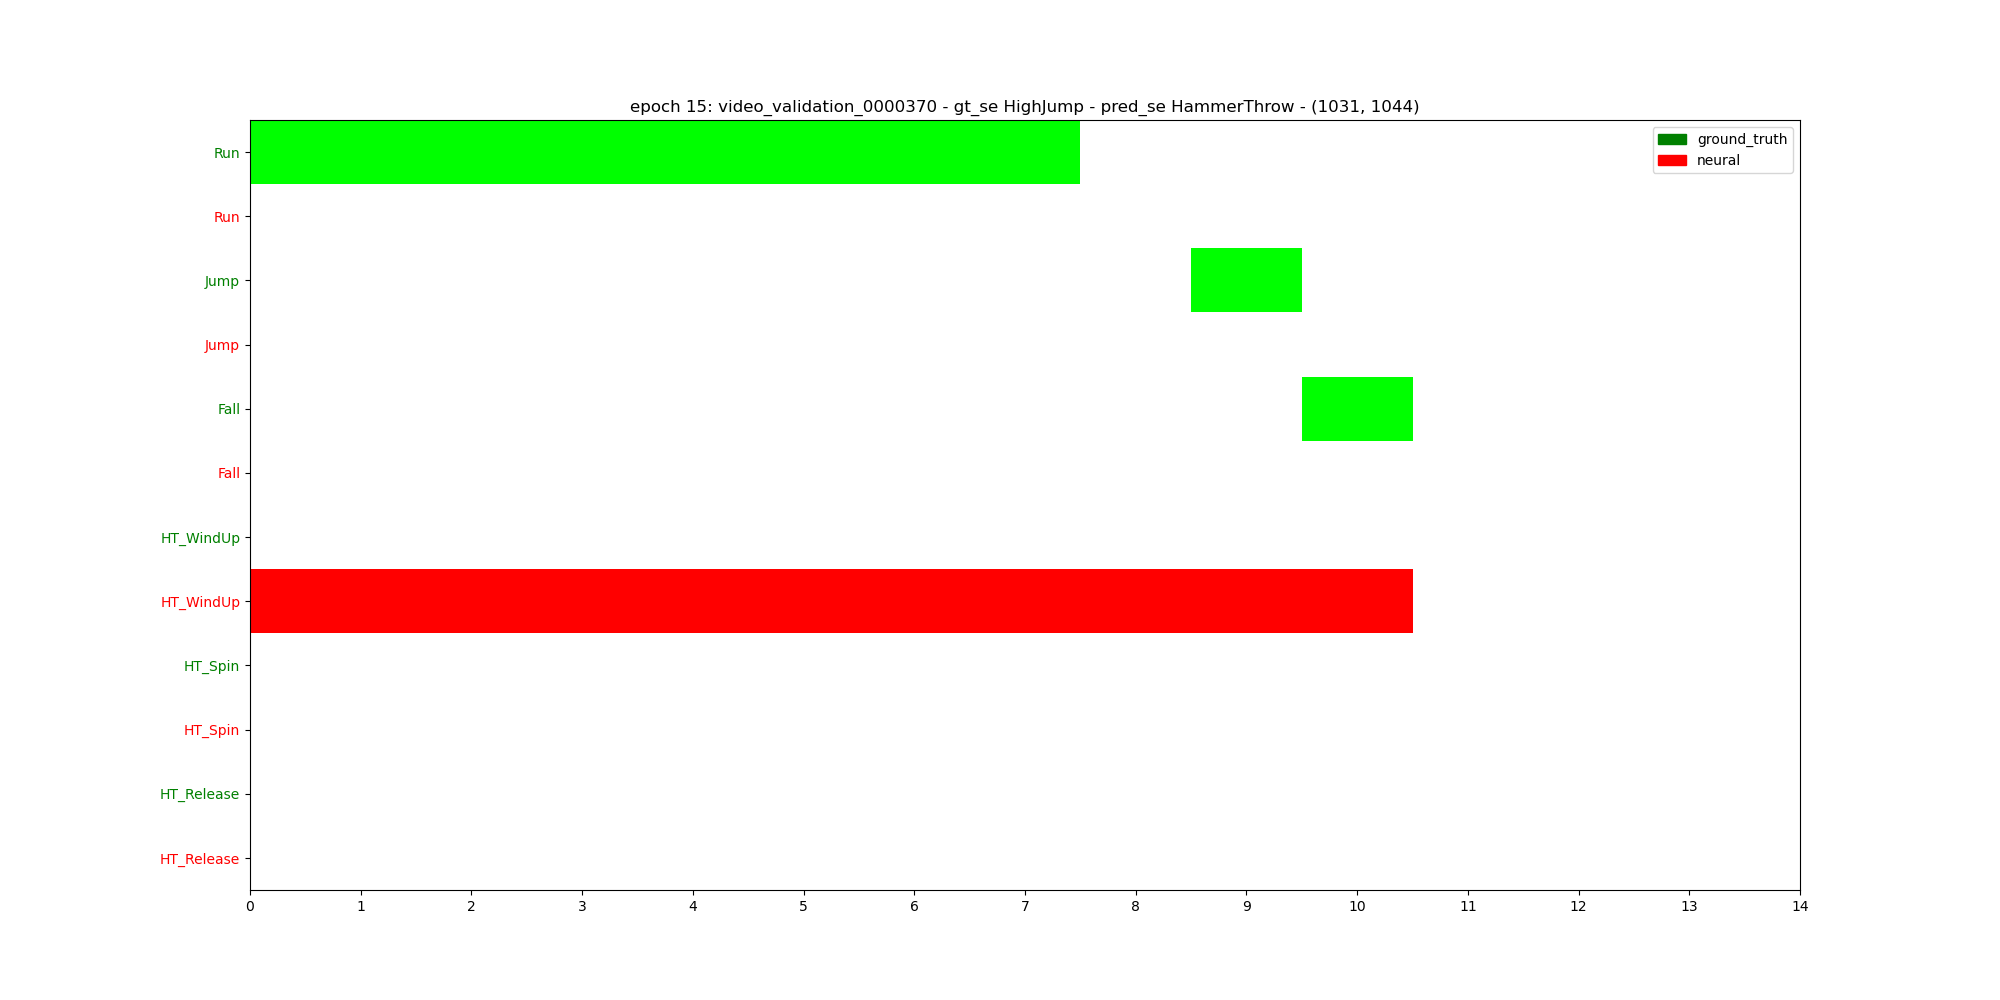 epoch 15: video_validation_0000370 - gt_se HighJump - pred_se HammerThrow - (1031, 1044)
ground_truth
neural
Run
Run
Jump
Jump
Fall
Fall
HT_WindUp
HT_WindUp
HT_Spin
HT_Spin
HT_Release
HT_Release
0 1 2 3 4 5 6 7 8 9 10 11 12 13 14